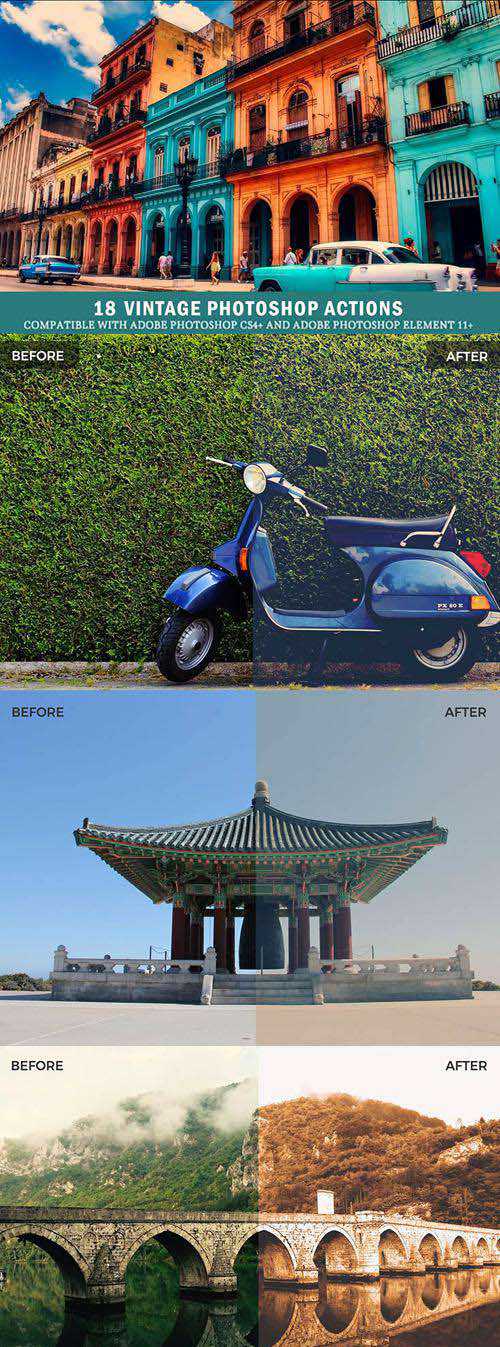 18 VINTAGE PHOTOSHOP ACTIONS
COMPATIBLE WITH ADOBE PHOTOSHOP CS4+ AND ADOBE PHOTOSHOP ELEMENT 11+
BEFORE
AFTER
PX 80 E
BEFORE
AFTER
BEFORE
AFTER